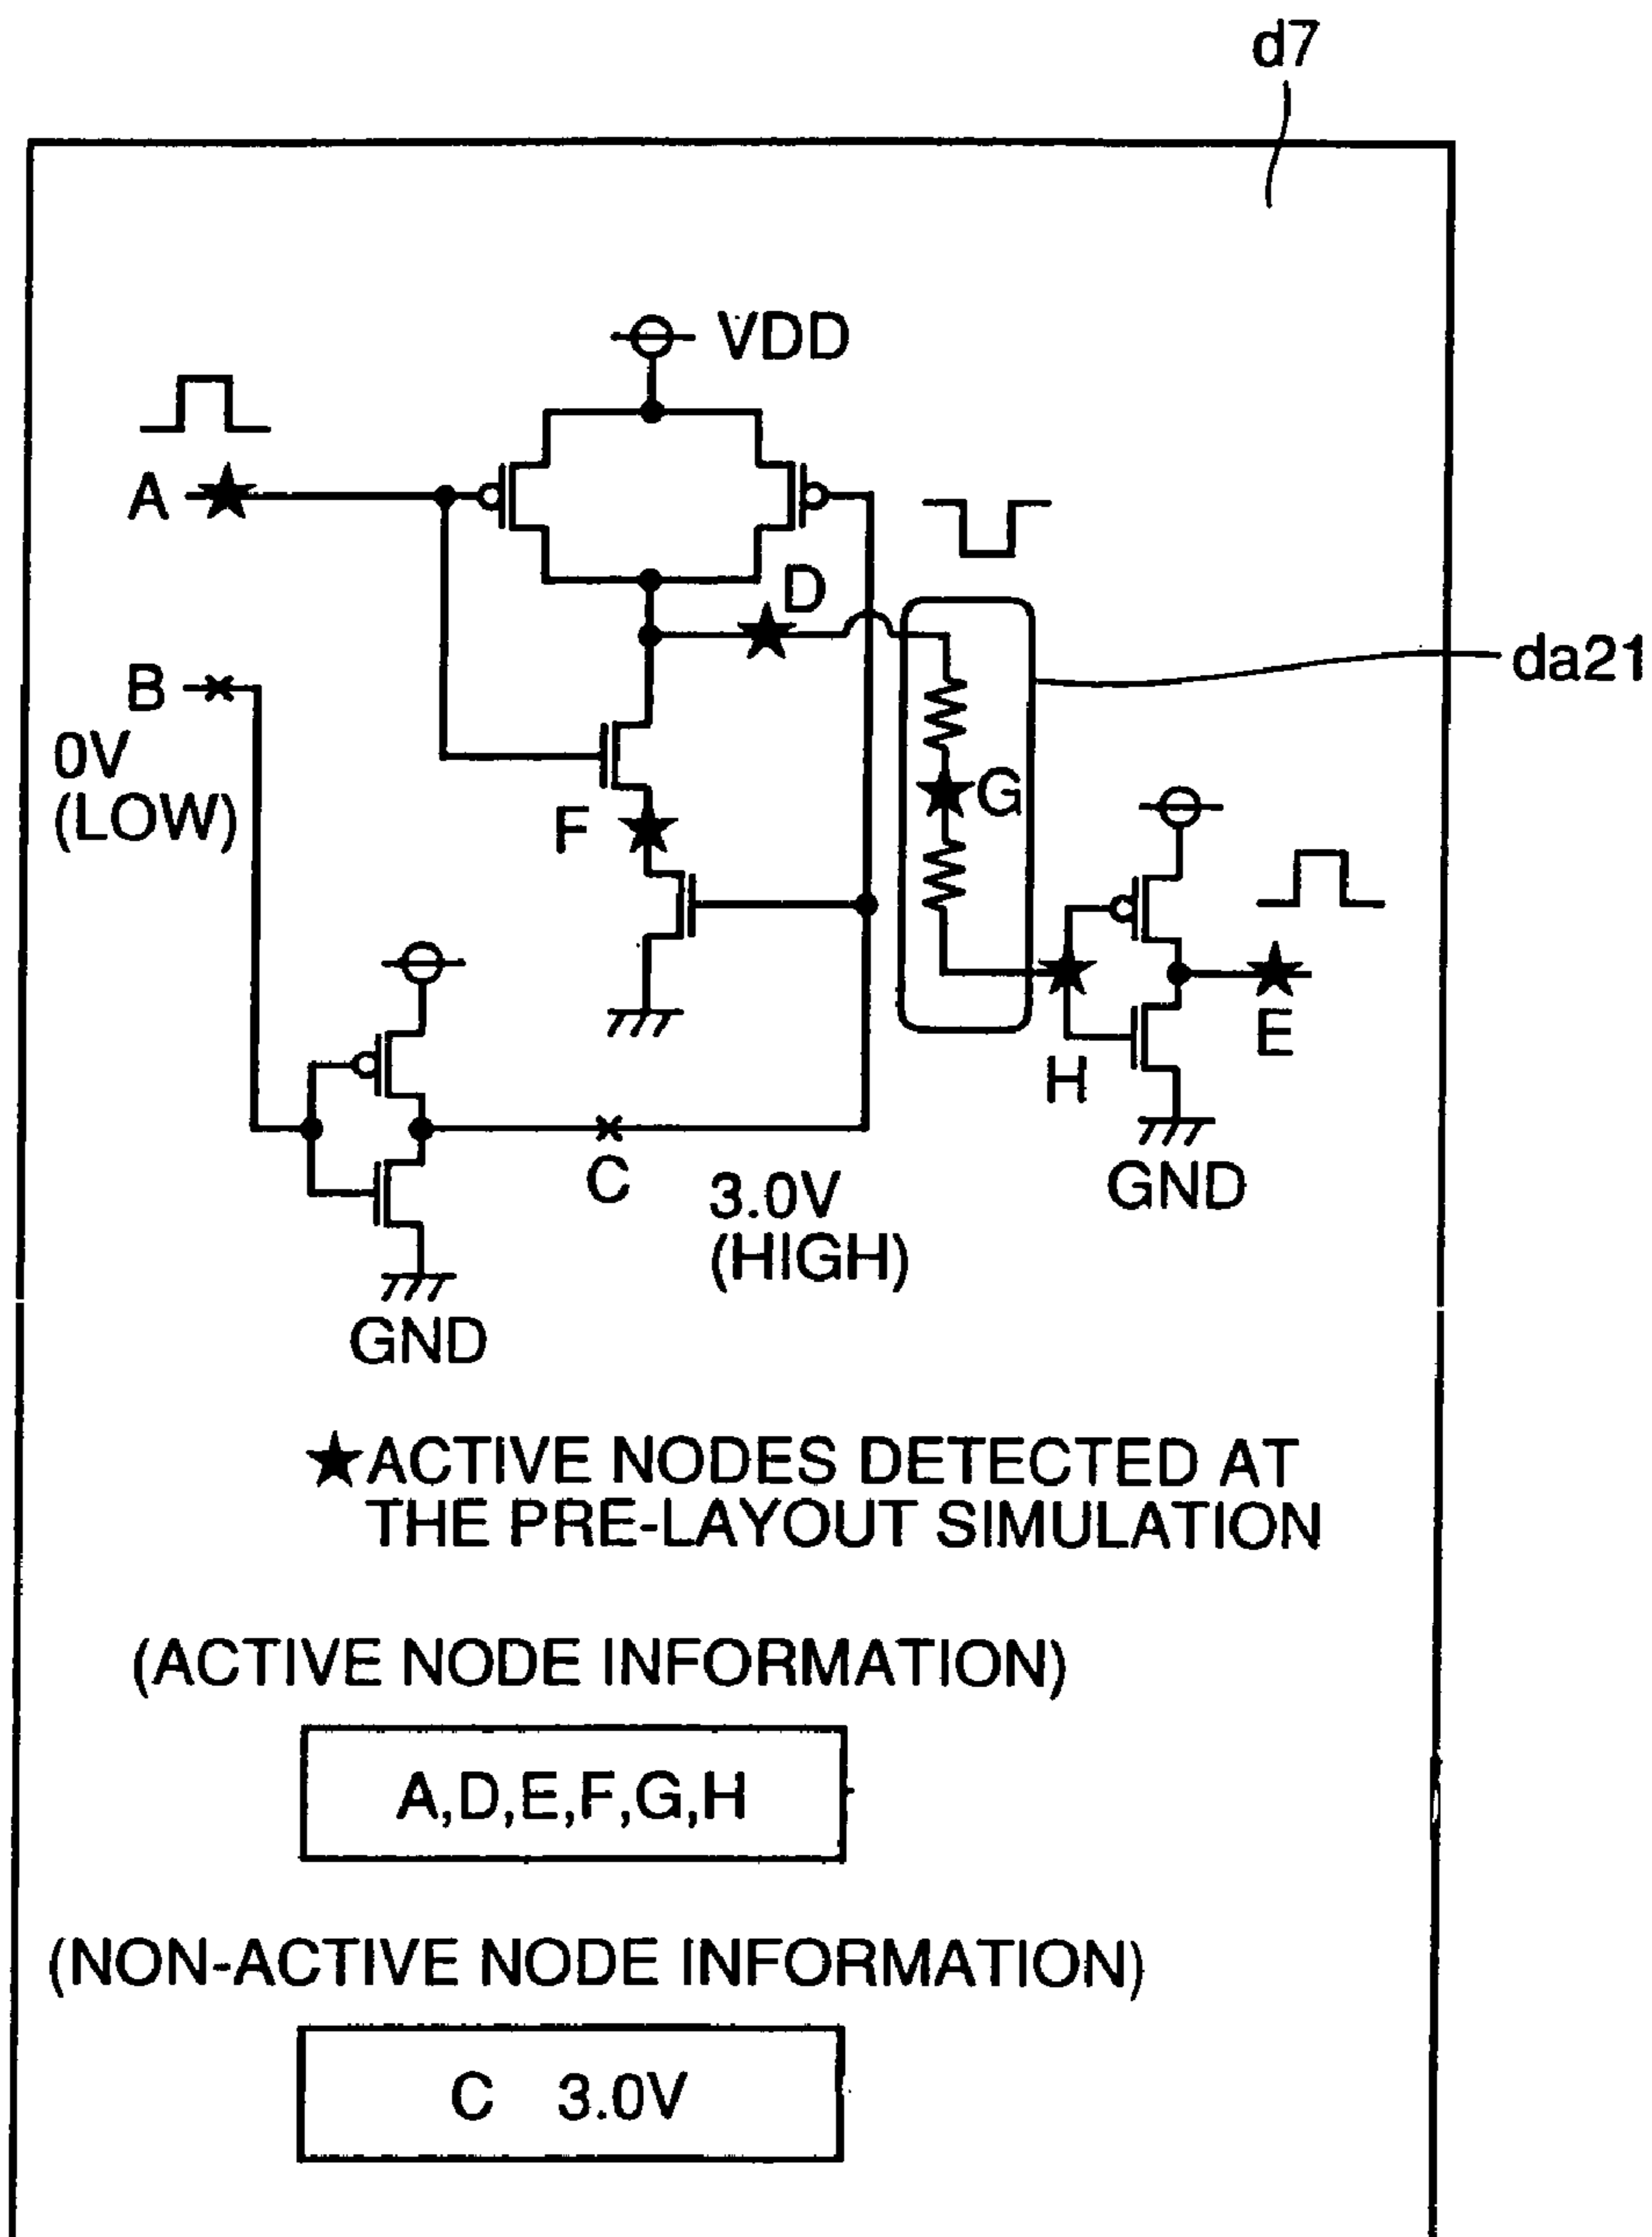 d7
VDD
A
D
da21
B
0V
(LOW)
G
F
E
H
C
3.0V
(HIGH)
GND
GND
★ACTIVE NODES DETECTED AT
THE PRE-LAYOUT SIMULATION
(ACTIVE NODE INFORMATION)
A,D,E,F,G,H
(NON-ACTIVE NODE INFORMATION)
C 3.0V